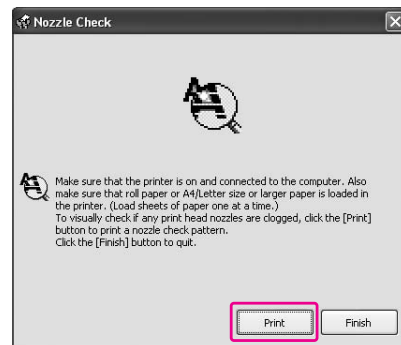 Nozzle Check
Make sure that the printer is on and connected to the computer. Also
make sure that roll paper or A4/Letter size or larger paper is loaded in
the printer. (Load sheets of paper one at a time.)
To visually check if any print head nozzles are clogged, click the [Print]
button to print a nozzle check pattern.
Click the [Finish] button to quit.
Print
Finish